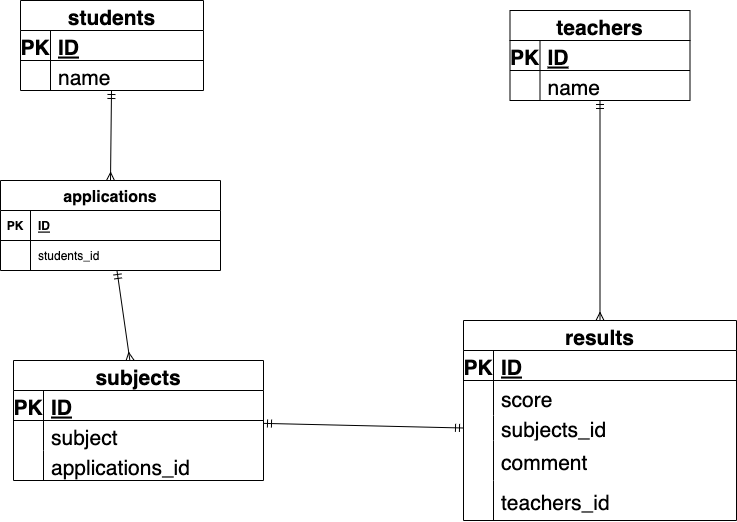 students
PK ID
name
teachers
PK ID
name
applications
PK ID
students_id
subjects
PK ID
subject
applications_id
results
PK ID
score
subjects_id
comment
teachers_id